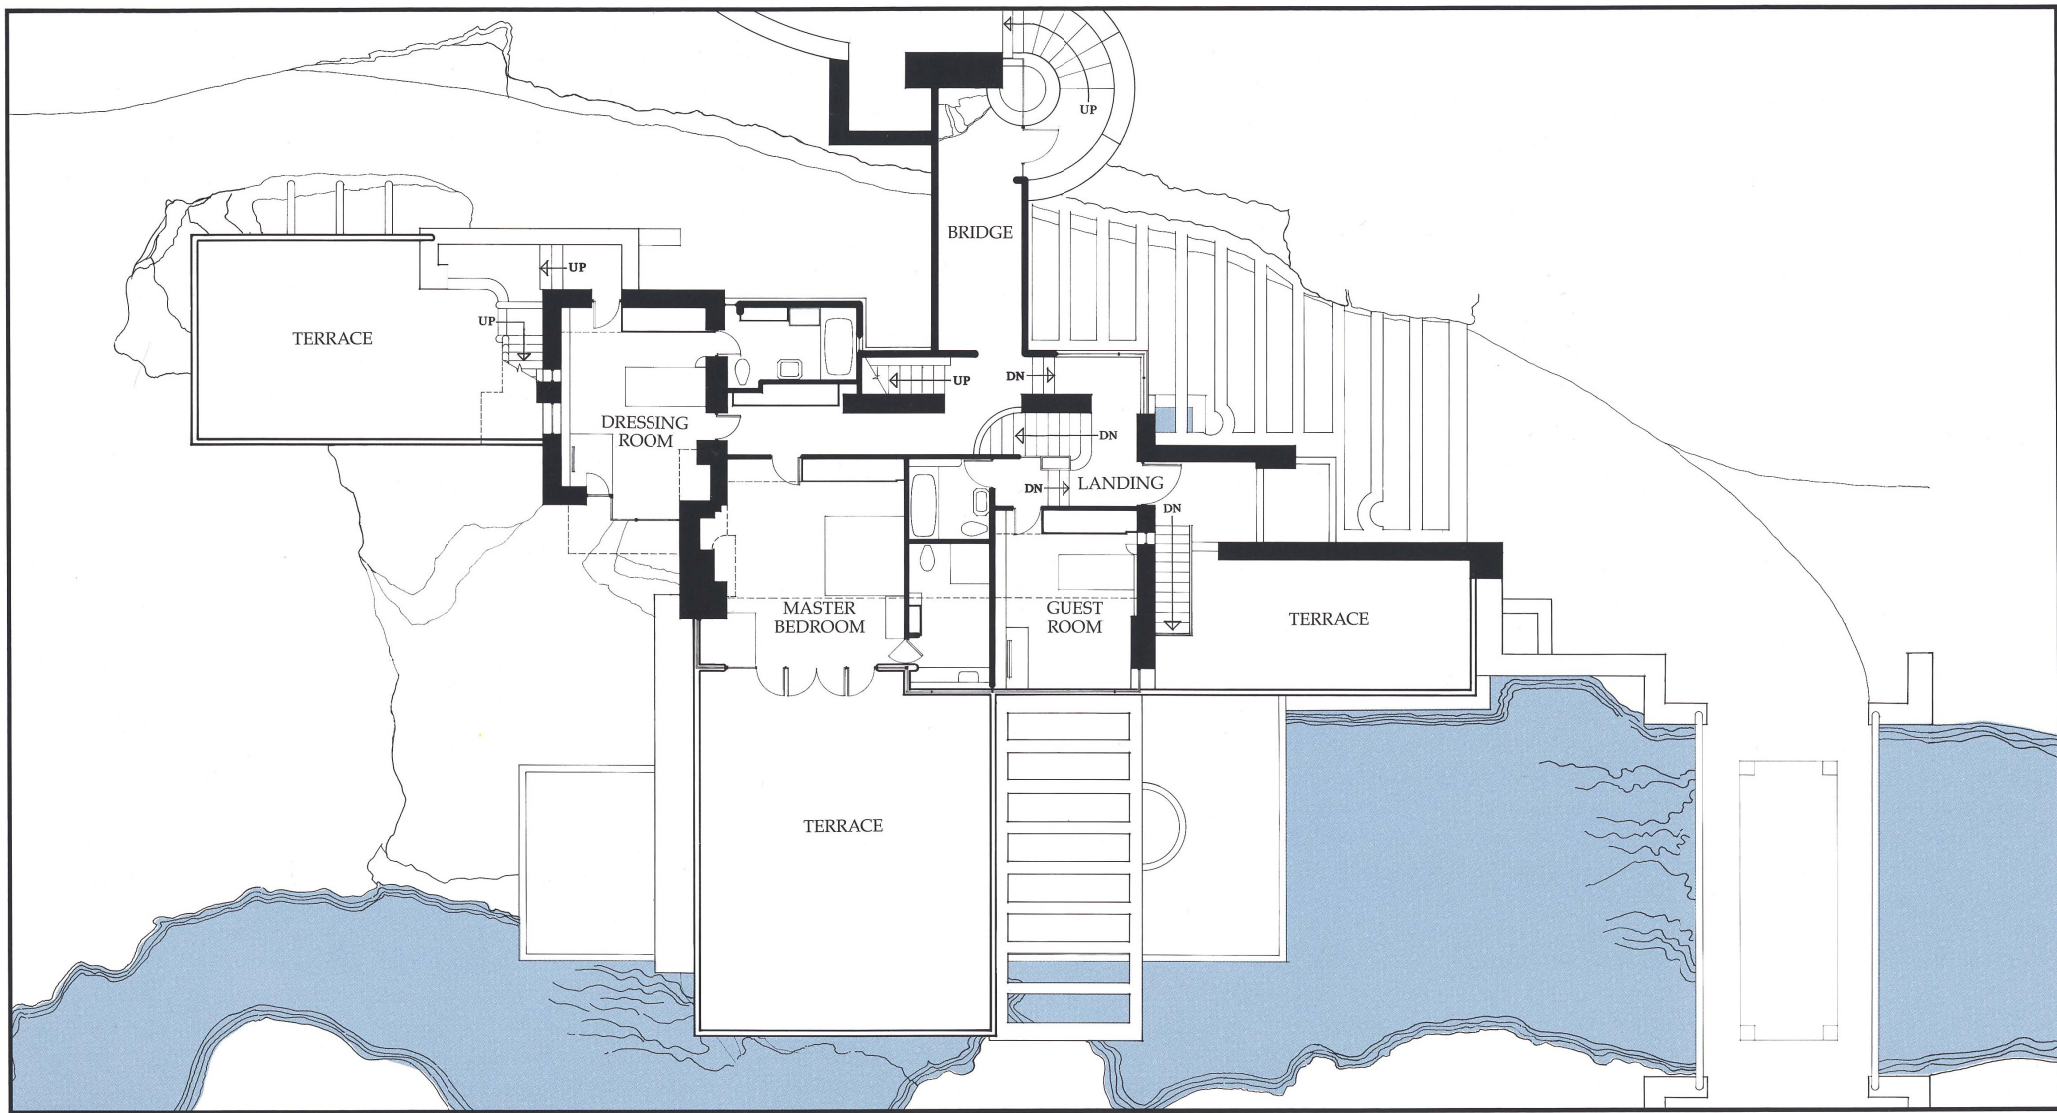 UP
BRIDGE
UP
TERRACE
UP
UP
DN
DRESSING
ROOM
DN
DN
LANDING
DN
MASTER
BEDROOM
GUEST
ROOM
TERRACE
TERRACE